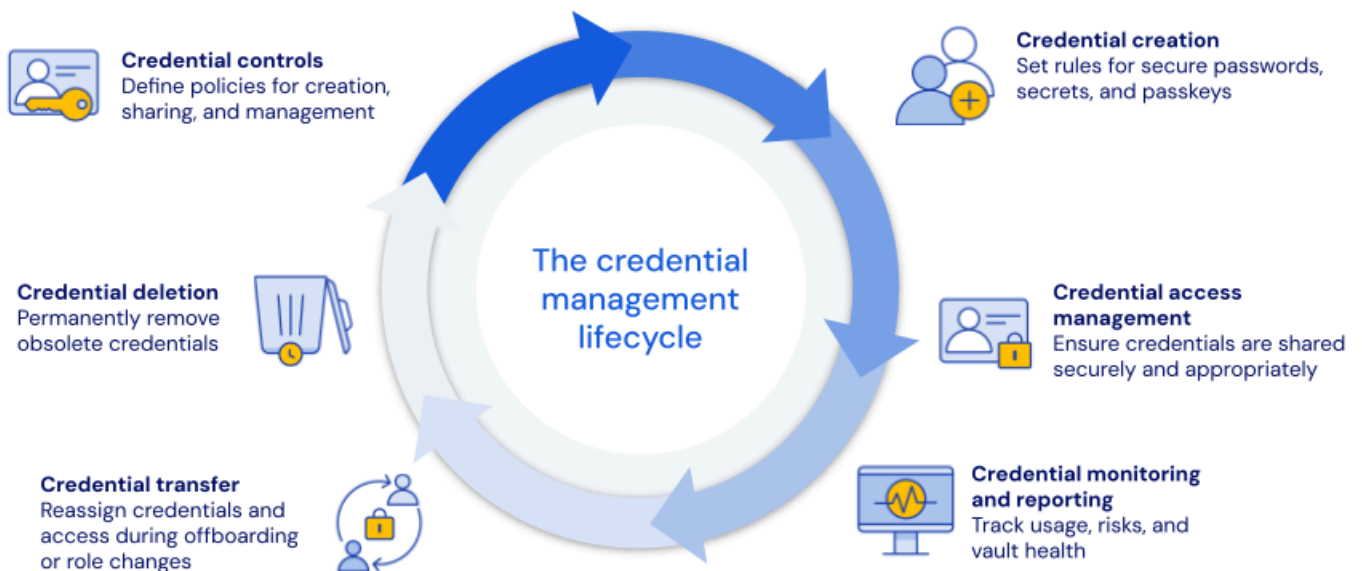 Credential controls
Define policies for creation,
sharing, and management
Credential creation
Set rules for secure passwords,
secrets, and passkeys
The credential
management
lifecycle
Credential deletion
Permanently remove
obsolete credentials
Credential access
management
Ensure credentials are shared
securely and appropriately
Credential transfer
Reassign credentials and
access during offboarding
or role changes
Credential monitoring
and reporting
Track usage, risks, and
vault health